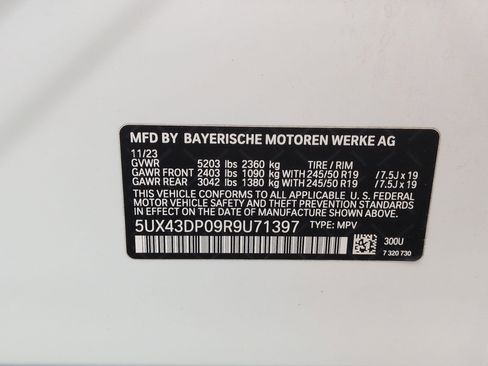 MFD BY BAYERISCHE MOTOREN WERKE AG
11/23
GVWR 5203 lbs 2360 kg TIRE / RIM
GAWR FRONT 2403 lbs 1090 kg WITH 245/50 R19 /7.5J x 19
GAWR REAR 3042 lbs 1380 kg WITH 245/50 R19 /7.5J x 19
THIS VEHICLE CONFORMS TO ALL APPLICABLE U. S. FEDERAL
MOTOR VEHICLE SAFETY, BUMPER, AND THEFT PREVENTION
STANDARDS IN EFFECT ON THE DATE OF MANUFACTURE
SHOWN ABOVE.
5UX43DP09R9U71397 TYPE: MPV
300U
7 320 730